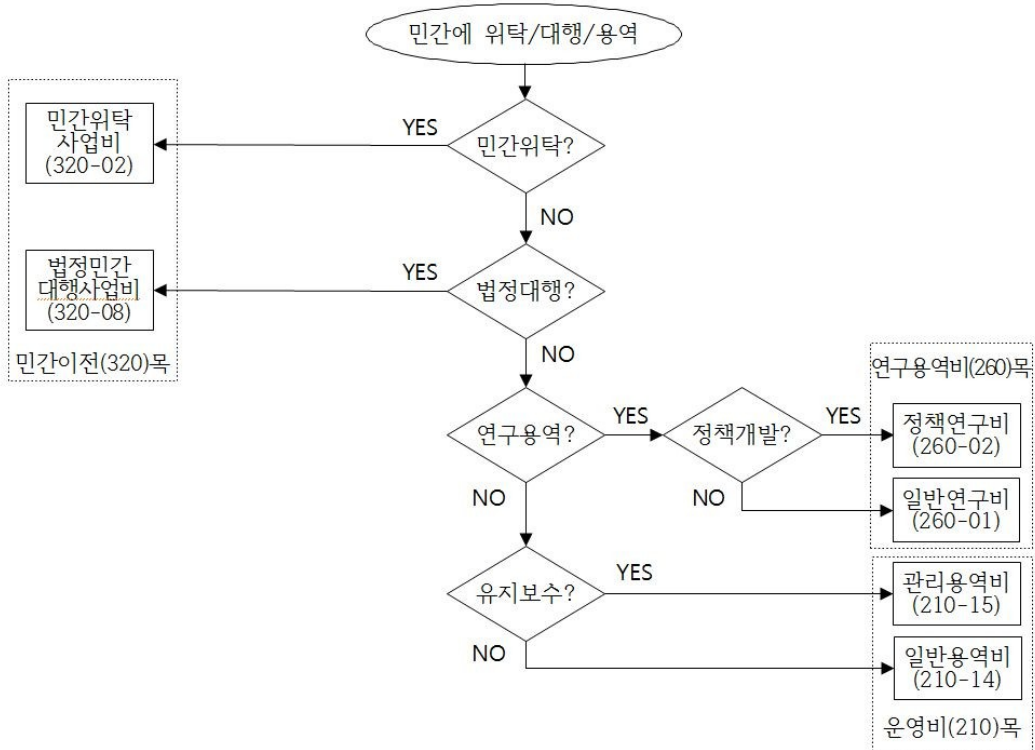 민간에 위탁/대행/용역
민간위탁?
YES
NO
민간위탁
사업비
(320-02)
법정대행?
YES
NO
법정민간
대행사업비
(320-08)
민간이전(320)목
연구용역?
YES
NO
정책개발?
YES
NO
연구용역비(260)목
정책연구비
(260-02)
일반연구비
(260-01)
유지보수?
YES
NO
관리용역비
(210-15)
일반용역비
(210-14)
운영비(210)목